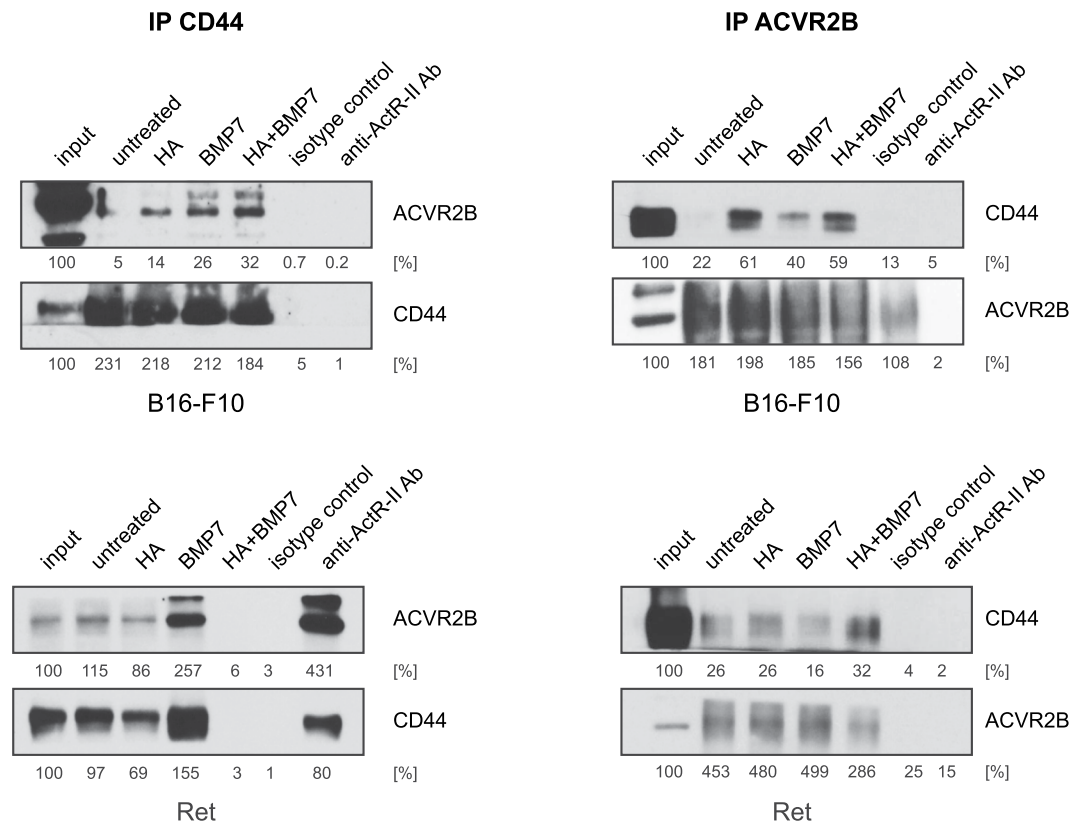 IP CD44
input untreated HA BMP7 HA+BMP7 isotype control anti-ActR-II Ab
ACVR2B
100 5 14 26 32 0.7 0.2 [%]
CD44
100 231 218 212 184 5 1 [%]
B16-F10
IP ACVR2B
input untreated HA BMP7 HA+BMP7 isotype control anti-ActR-II Ab
CD44
100 22 61 40 59 13 5 [%]
ACVR2B
100 181 198 185 156 108 2 [%]
B16-F10
input untreated HA BMP7 HA+BMP7 isotype control anti-ActR-II Ab
ACVR2B
100 115 86 257 6 3 431 [%]
CD44
100 97 69 155 3 1 80 [%]
Ret
input untreated HA BMP7 HA+BMP7 isotype control anti-ActR-II Ab
CD44
100 26 26 16 32 4 2 [%]
ACVR2B
100 453 480 499 286 25 15 [%]
Ret